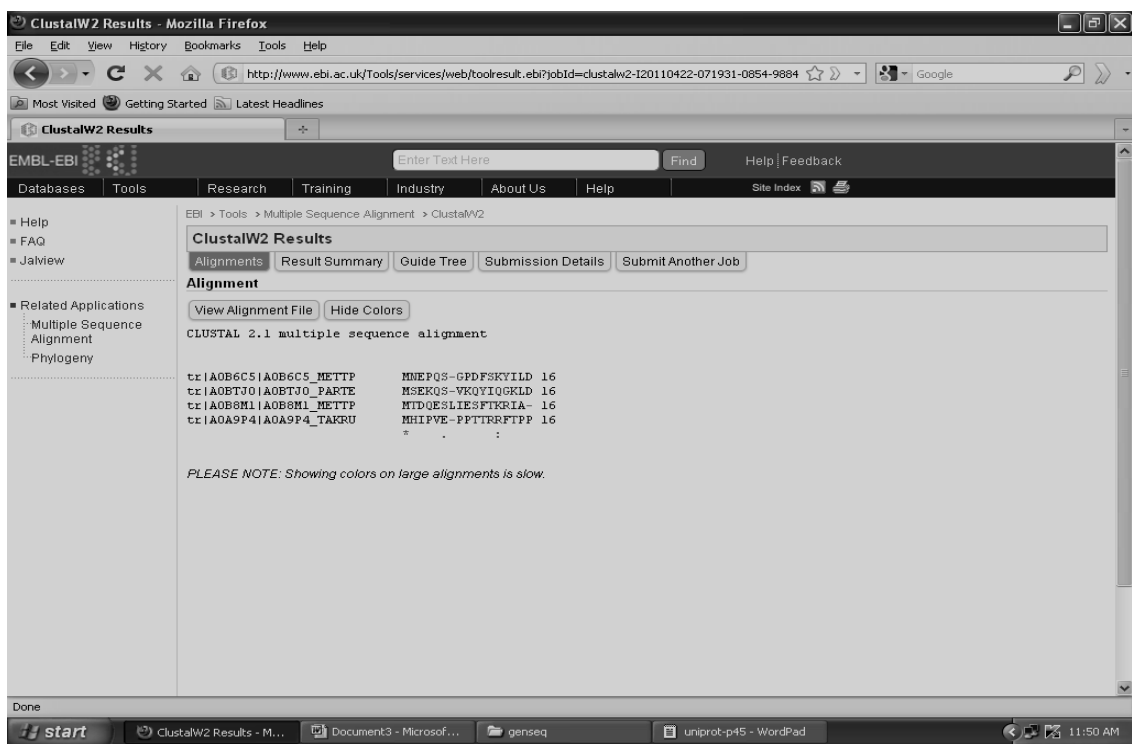 ClustalW2 Results - Mozilla Firefox
File Edit View History Bookmarks Tools Help
http://www.ebi.ac.uk/Tools/services/web/toolresult.ebi?jobId=clustalw2-I20110422-071931-0854-9884 Google
Most Visited Getting Started Latest Headlines
ClustalW2 Results
EMBL-EBI Enter Text Here Find Help Feedback
Databases Tools Research Training Industry About Us Help Site Index
EBI > Tools > Multiple Sequence Alignment > ClustalW2
Help
FAQ
Jalview
Related Applications
Multiple Sequence
Alignment
Phylogeny
ClustalW2 Results
Alignments Result Summary Guide Tree Submission Details Submit Another Job
Alignment
View Alignment File Hide Colors
CLUSTAL 2.1 multiple sequence alignment
tr|A0B6C5|A0B6C5_METTP MNEPQS-GPDFSKYILD 16
tr|A0BTJ0|A0BTJ0_PARTE MSEKQS-VKQYIQGKLD 16
tr|A0B8M1|A0B8M1_METTP MTDQESLIESFTKRIA- 16
tr|A0A9P4|A0A9P4_TAKRU MHIPVE-PPTTRRFTPP 16
* . :
PLEASE NOTE: Showing colors on large alignments is slow.
Done
start ClustalW2 Results - M... Document3 - Microsof... genseq uniprot-p45 - WordPad 11:50 AM